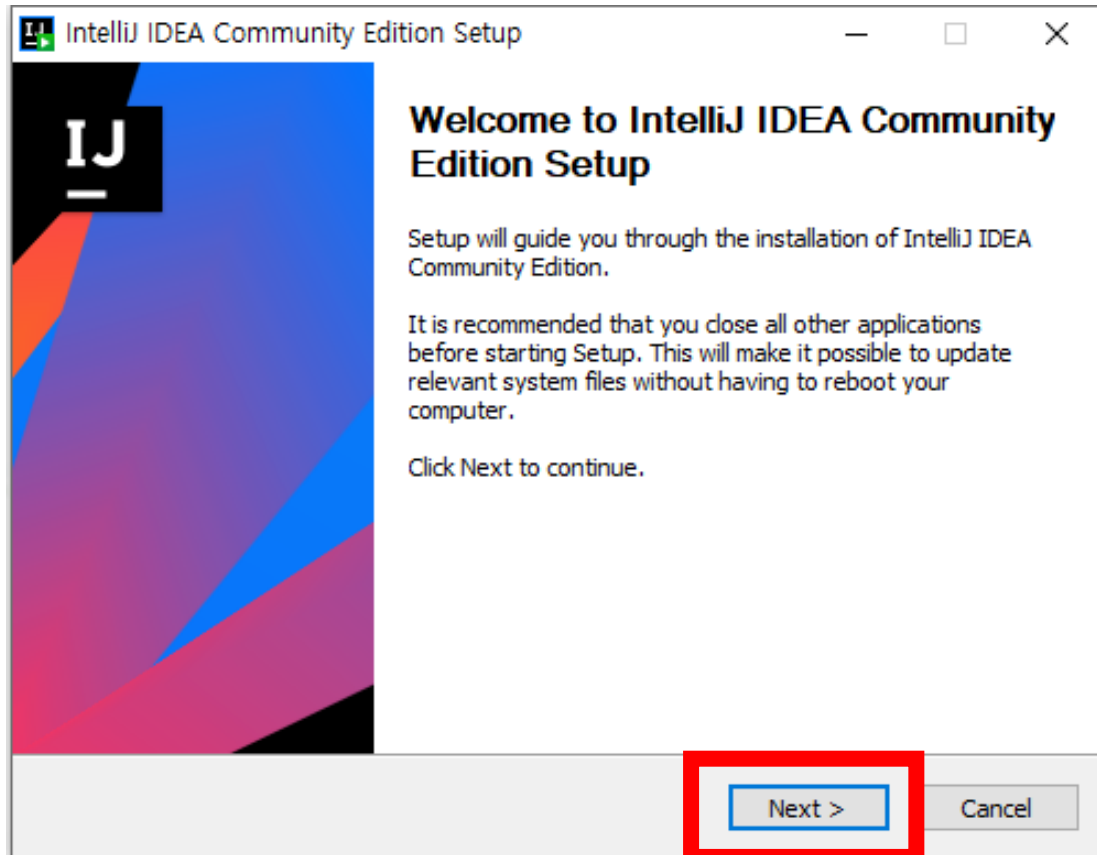 IntelliJ IDEA Community Edition Setup
IJ
Welcome to IntelliJ IDEA Community
Edition Setup
Setup will guide you through the installation of IntelliJ IDEA
Community Edition.
It is recommended that you close all other applications
before starting Setup. This will make it possible to update
relevant system files without having to reboot your
computer.
Click Next to continue.
Next >
Cancel